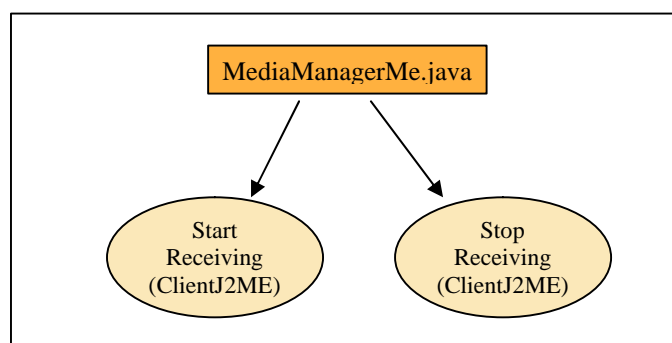 MediaManagerMe.java
Start
Receiving
(ClientJ2ME)
Stop
Receiving
(ClientJ2ME)